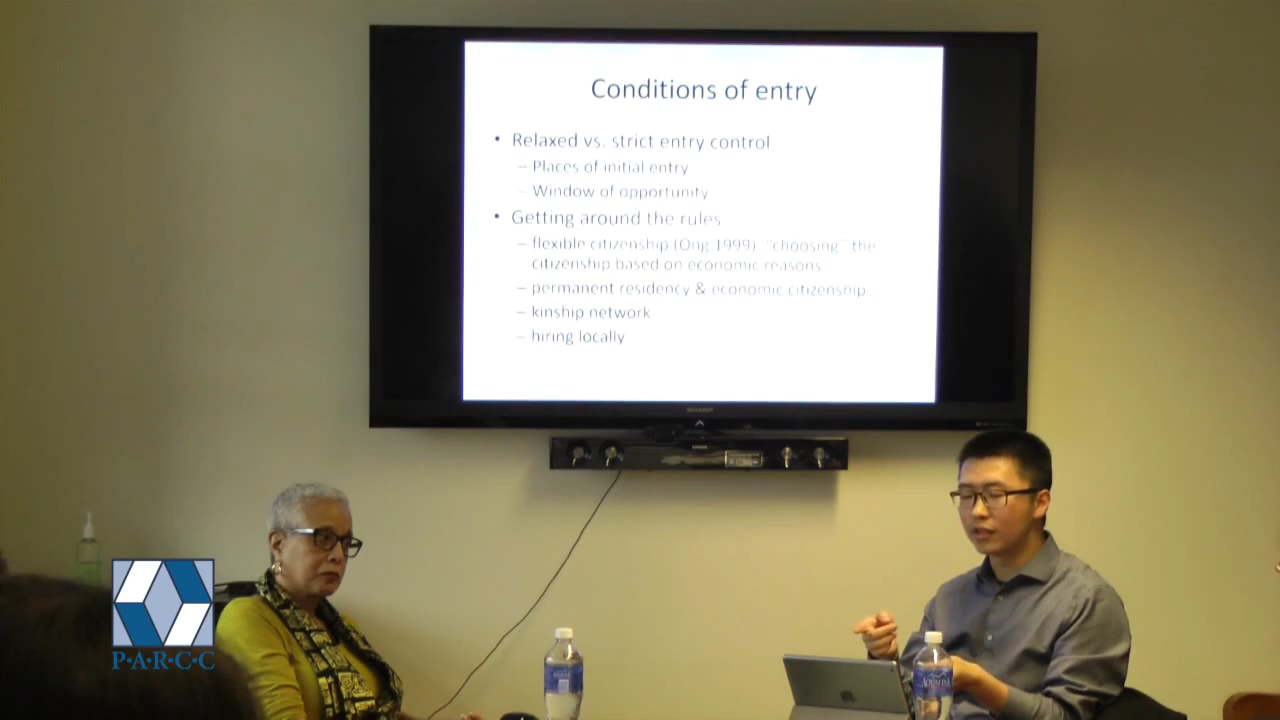 Conditions of entry
• Relaxed vs. strict entry control
– Places of initial entry
– Window of opportunity
• Getting around the rules
– flexible citizenship (Ong 1999) "choosing" the
citizenship based on economic reasons
– permanent residency & economic citizenship
– kinship network
– hiring locally
SHARP
P·A·R·C·C
AQUAFINA